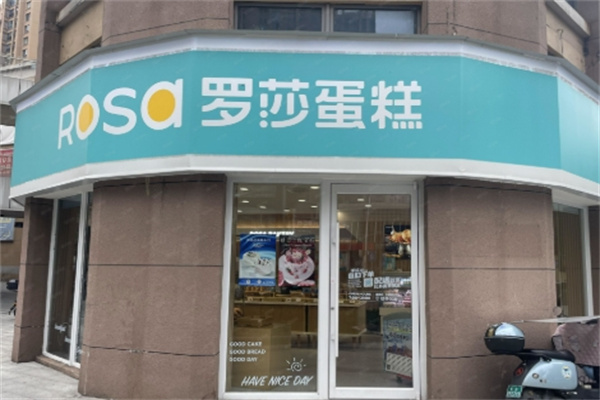 Rosa 罗莎蛋糕
GOOD CAKE
GOOD BREAD
GOOD DAY
HAVE NICE DAY